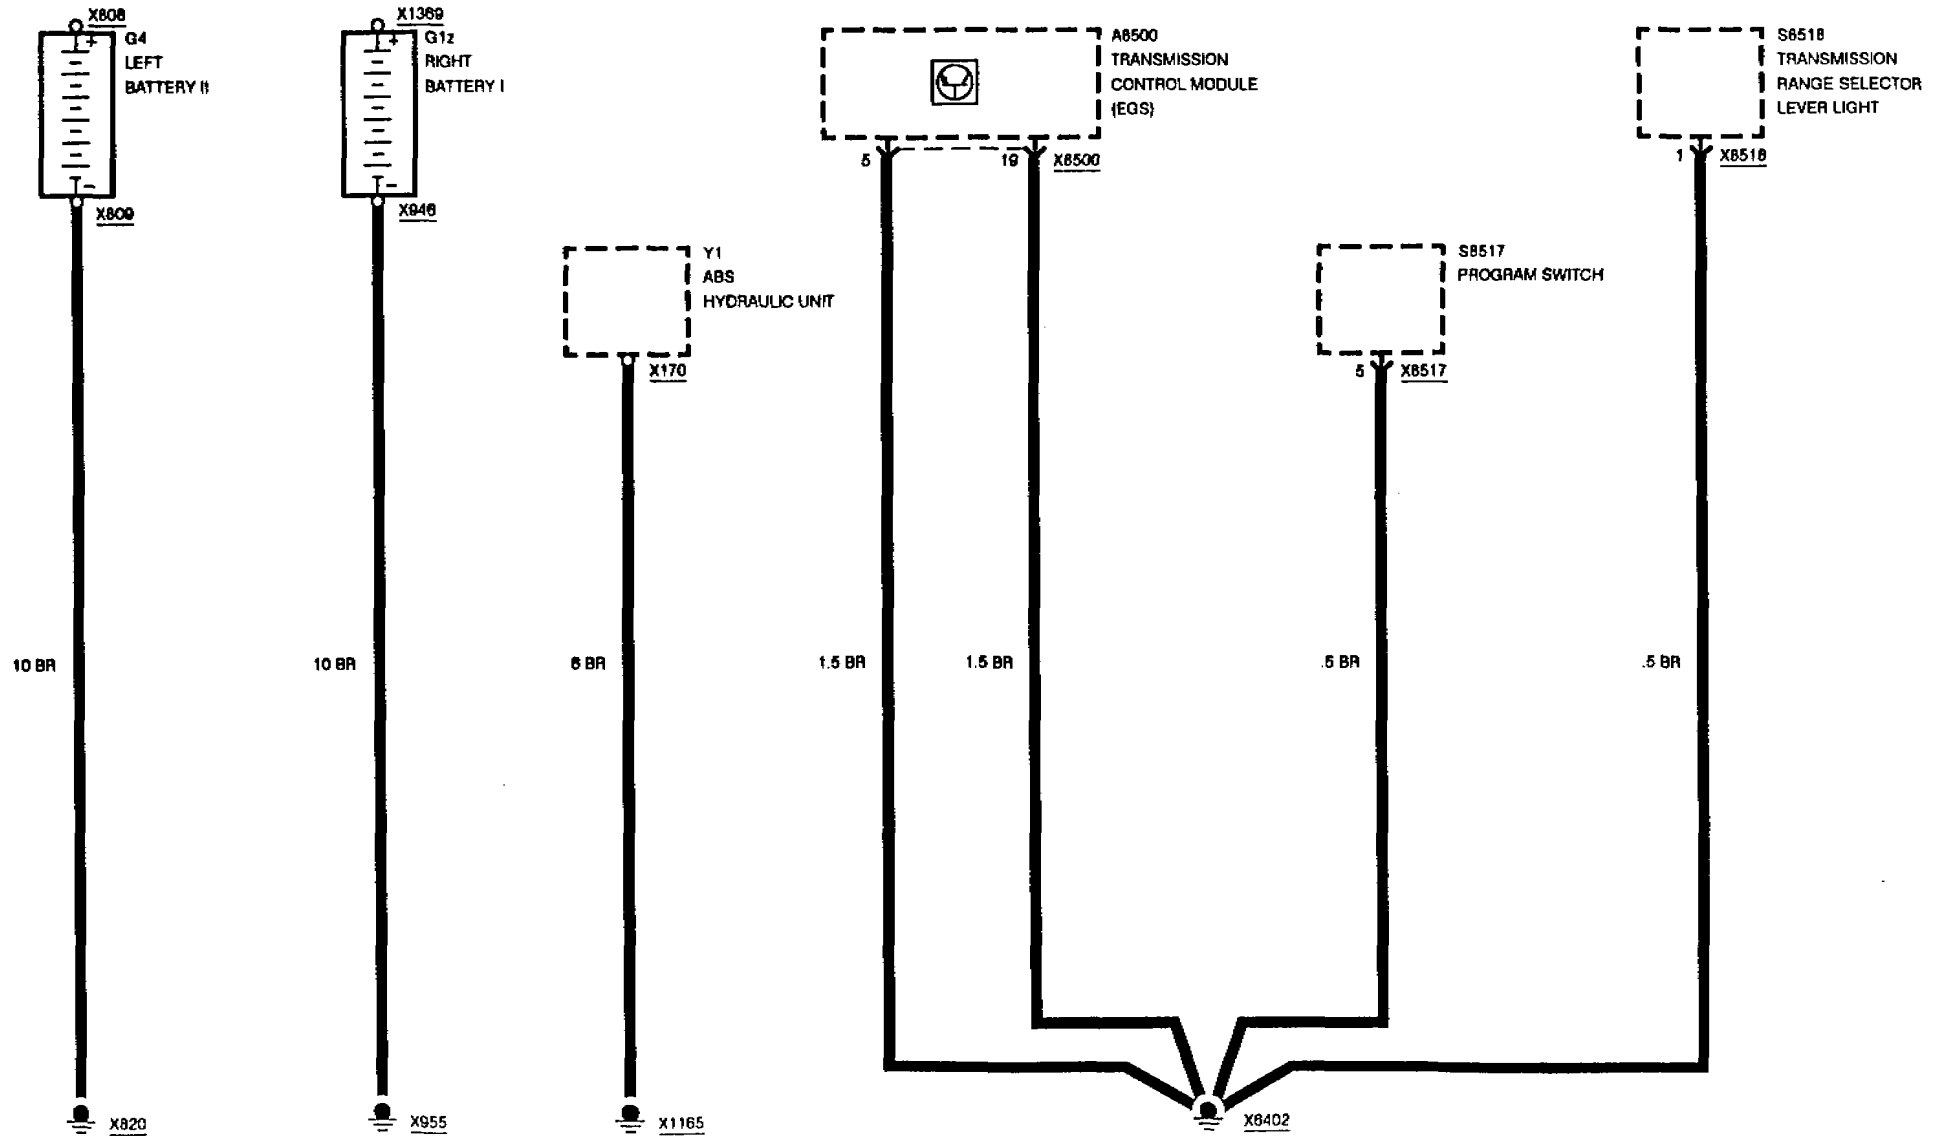 X808
+
G4
LEFT
BATTERY II
-
X809
X1369
+
G1z
RIGHT
BATTERY I
-
X946
Y1
ABS
HYDRAULIC UNIT
X170
A8500
TRANSMISSION
CONTROL MODULE
(EGS)
5
19
X8500
S8517
PROGRAM SWITCH
5
X8517
S8518
TRANSMISSION
RANGE SELECTOR
LEVER LIGHT
1
X8518
10 BR
10 BR
6 BR
1.5 BR
1.5 BR
.5 BR
.5 BR
X820
X955
X1165
X6402